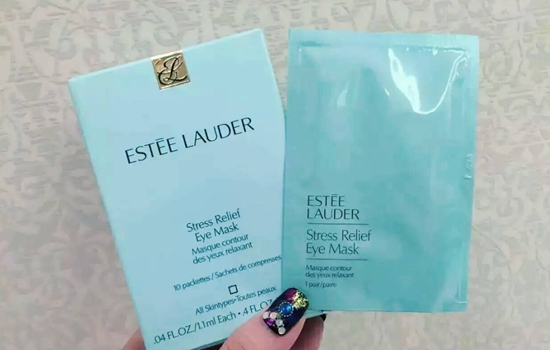 ESTÉE LAUDER
Stress Relief
Eye Mask
Masque contour
des yeux relaxant
10 packettes / Sachets de compresses
All Skintypes • Toutes peaux
.04 FL.OZ./1.1ml Each • .4 FL.O
ESTĒE
LAUDER
Stress Relief
Eye Mask
Masque contour
des yeux relaxant
1 pair/paire